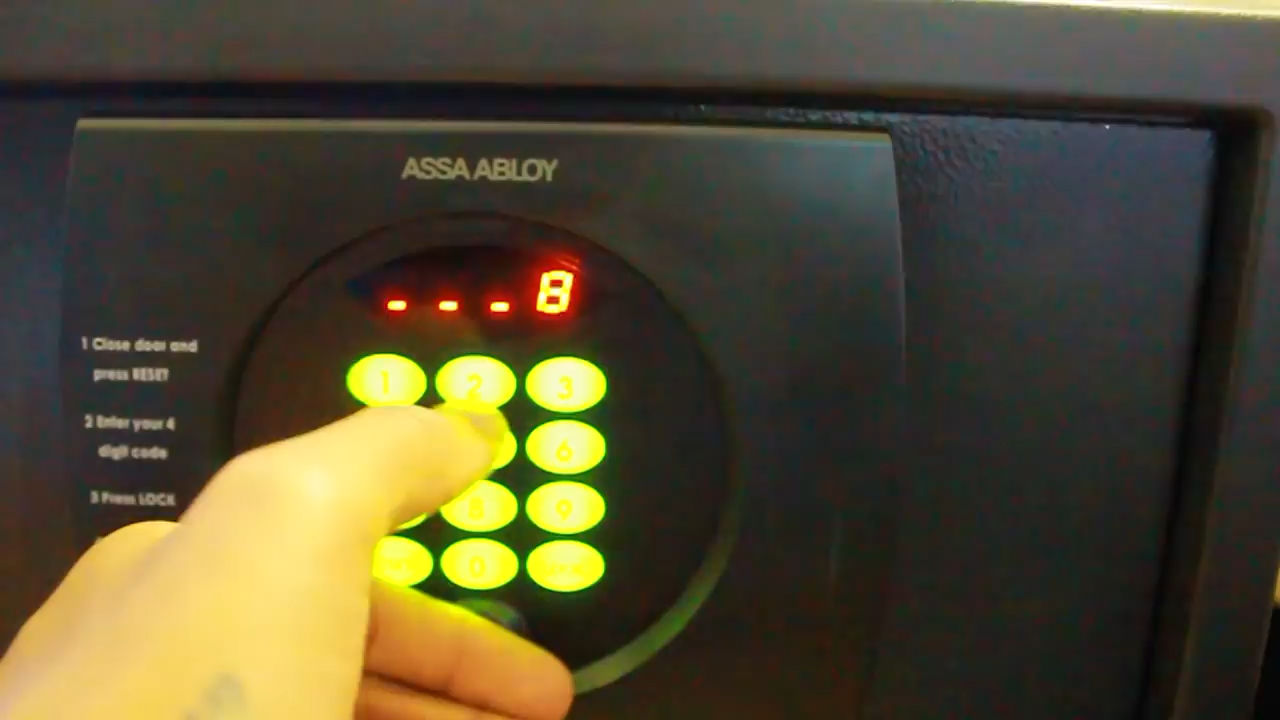 ASSA ABLOY
_ _ _ 8
1 Close door and
press RESET
2 Enter your 4
digit code
3 Press LOCK
1 2 3
6
8 9
0